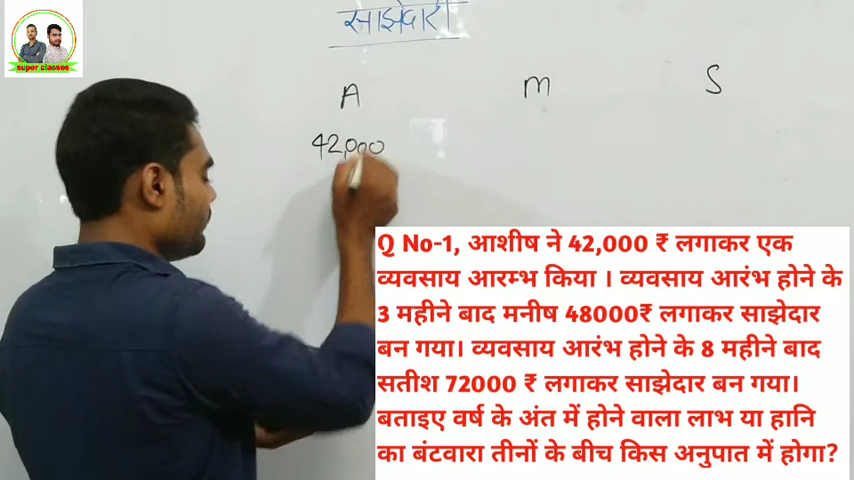 साझेदारी
super classes
A M S
42,000
Q No-1, आशीष ने 42,000 ₹ लगाकर एक
व्यवसाय आरम्भ किया । व्यवसाय आरंभ होने के
3 महीने बाद मनीष 48000₹ लगाकर साझेदार
बन गया। व्यवसाय आरंभ होने के 8 महीने बाद
सतीश 72000 ₹ लगाकर साझेदार बन गया।
बताइए वर्ष के अंत में होने वाला लाभ या हानि
का बंटवारा तीनों के बीच किस अनुपात में होगा?